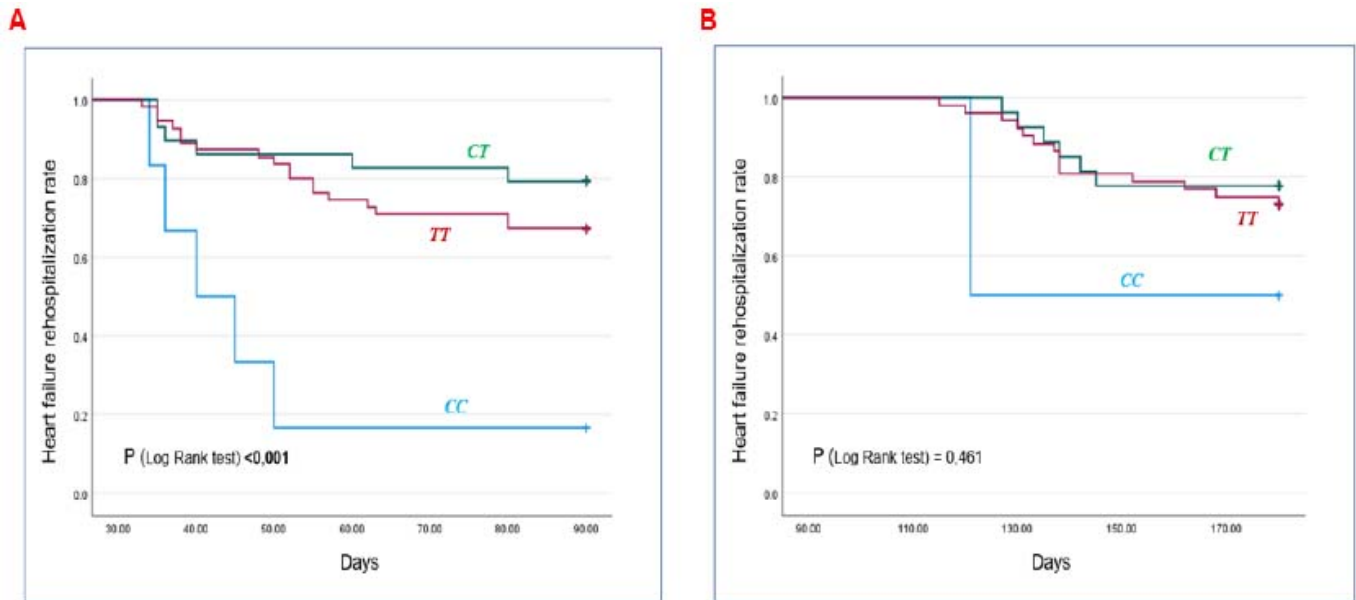 A
Heart failure rehospitalization rate
1.0
0.8
0.6
0.4
0.2
0.0
CT
TT
CC
P (Log Rank test) <0,001
30.00 40.00 50.00 60.00 70.00 80.00 90.00
Days
B
Heart failure rehospitalization rate
1.0
0.8
0.6
0.4
0.2
0.0
CT
TT
CC
P (Log Rank test) = 0,461
90.00 110.00 130.00 150.00 170.00
Days